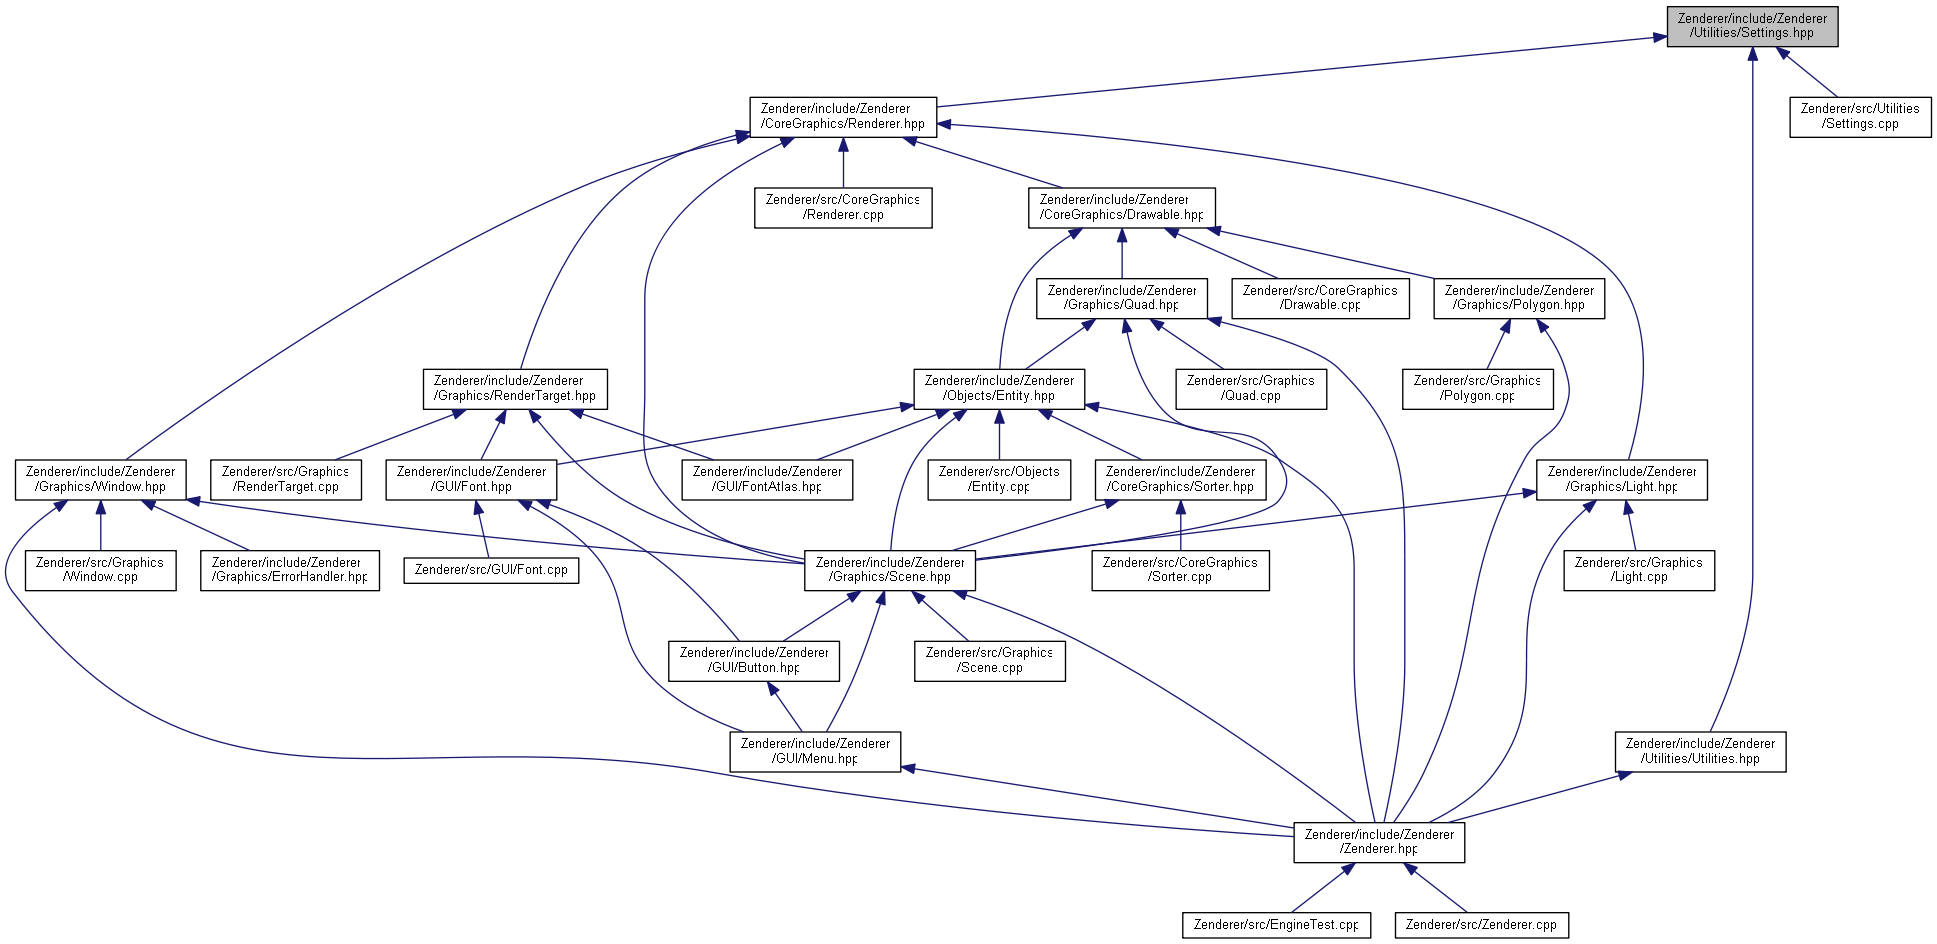 Zenderer/include/Zenderer
/Utilities/Settings.hpp
Zenderer/include/Zenderer
/CoreGraphics/Renderer.hpp
Zenderer/src/Utilities
/Settings.cpp
Zenderer/src/CoreGraphics
/Renderer.cpp
Zenderer/include/Zenderer
/CoreGraphics/Drawable.hpp
Zenderer/include/Zenderer
/Graphics/Quad.hpp
Zenderer/src/CoreGraphics
/Drawable.cpp
Zenderer/include/Zenderer
/Graphics/Polygon.hpp
Zenderer/include/Zenderer
/Graphics/RenderTarget.hpp
Zenderer/include/Zenderer
/Objects/Entity.hpp
Zenderer/src/Graphics
/Quad.cpp
Zenderer/src/Graphics
/Polygon.cpp
Zenderer/include/Zenderer
/Graphics/Window.hpp
Zenderer/src/Graphics
/RenderTarget.cpp
Zenderer/include/Zenderer
/GUI/Font.hpp
Zenderer/include/Zenderer
/GUI/FontAtlas.hpp
Zenderer/src/Objects
/Entity.cpp
Zenderer/include/Zenderer
/CoreGraphics/Sorter.hpp
Zenderer/include/Zenderer
/Graphics/Light.hpp
Zenderer/src/Graphics
/Window.cpp
Zenderer/include/Zenderer
/Graphics/ErrorHandler.hpp
Zenderer/src/GUI/Font.cpp
Zenderer/include/Zenderer
/Graphics/Scene.hpp
Zenderer/src/CoreGraphics
/Sorter.cpp
Zenderer/src/Graphics
/Light.cpp
Zenderer/include/Zenderer
/GUI/Button.hpp
Zenderer/src/Graphics
/Scene.cpp
Zenderer/include/Zenderer
/GUI/Menu.hpp
Zenderer/include/Zenderer
/Utilities/Utilities.hpp
Zenderer/include/Zenderer
/Zenderer.hpp
Zenderer/src/EngineTest.cpp
Zenderer/src/Zenderer.cpp